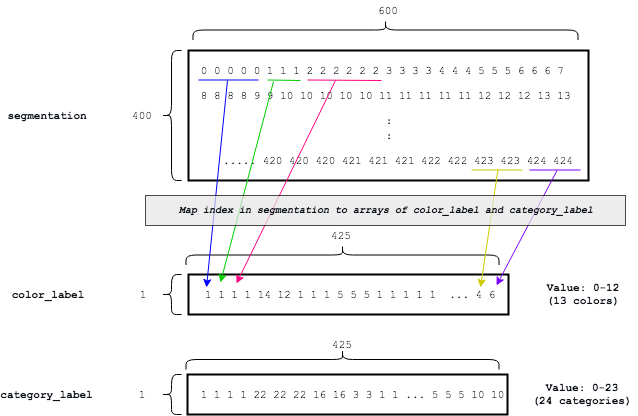 600
0 0 0 0 0 1 1 1 2 2 2 2 2 2 3 3 3 3 4 4 4 5 5 5 6 6 6 7
8 8 8 8 9 9 10 10 10 10 10 11 11 11 11 11 12 12 12 13 13
segmentation 400
:
:
..... 420 420 420 421 421 421 422 422 423 423 424 424
Map index in segmentation to arrays of color_label and category_label
425
color_label 1 1 1 1 1 14 12 1 1 1 5 5 5 1 1 1 1 1 ... 4 6 Value: 0-12
(13 colors)
425
category_label 1 1 1 1 1 22 22 22 16 16 3 3 1 1 ... 5 5 5 10 10 Value: 0-23
(24 categories)